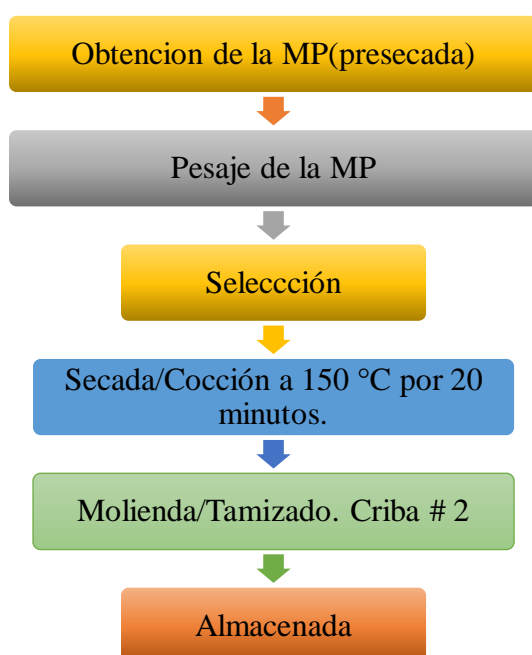 Obtencion de la MP(presecada)
Pesaje de la MP
Seleccción
Secada/Cocción a 150 °C por 20
minutos.
Molienda/Tamizado. Criba # 2
Almacenada